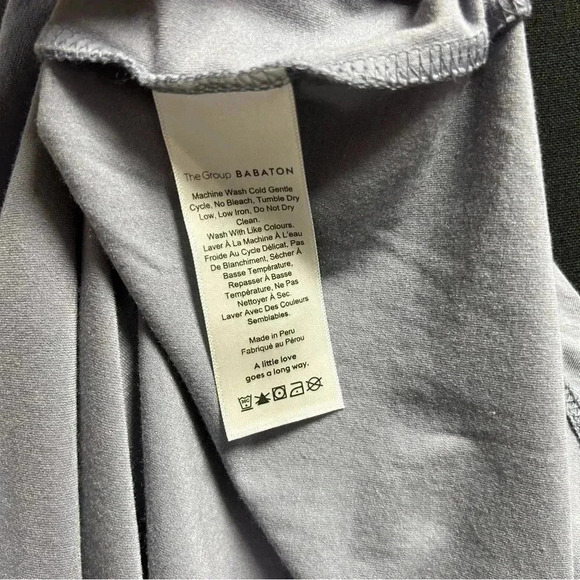 The Group BABATON
Machine Wash Cold Gentle
Cycle, No Bleach, Tumble Dry
Low, Low Iron, Do Not Dry
Clean.
Wash With Like Colours.
Laver À La Machine À L'eau
Froide Au Cycle Délicat, Pas
De Blanchiment, Sécher À
Basse Température,
Repasser À Basse
Température, Ne Pas
Nettoyer À Sec.
Laver Avec Des Couleurs
Semblables.
Made in Peru
Fabriqué au Pérou
A little love
goes a long way.